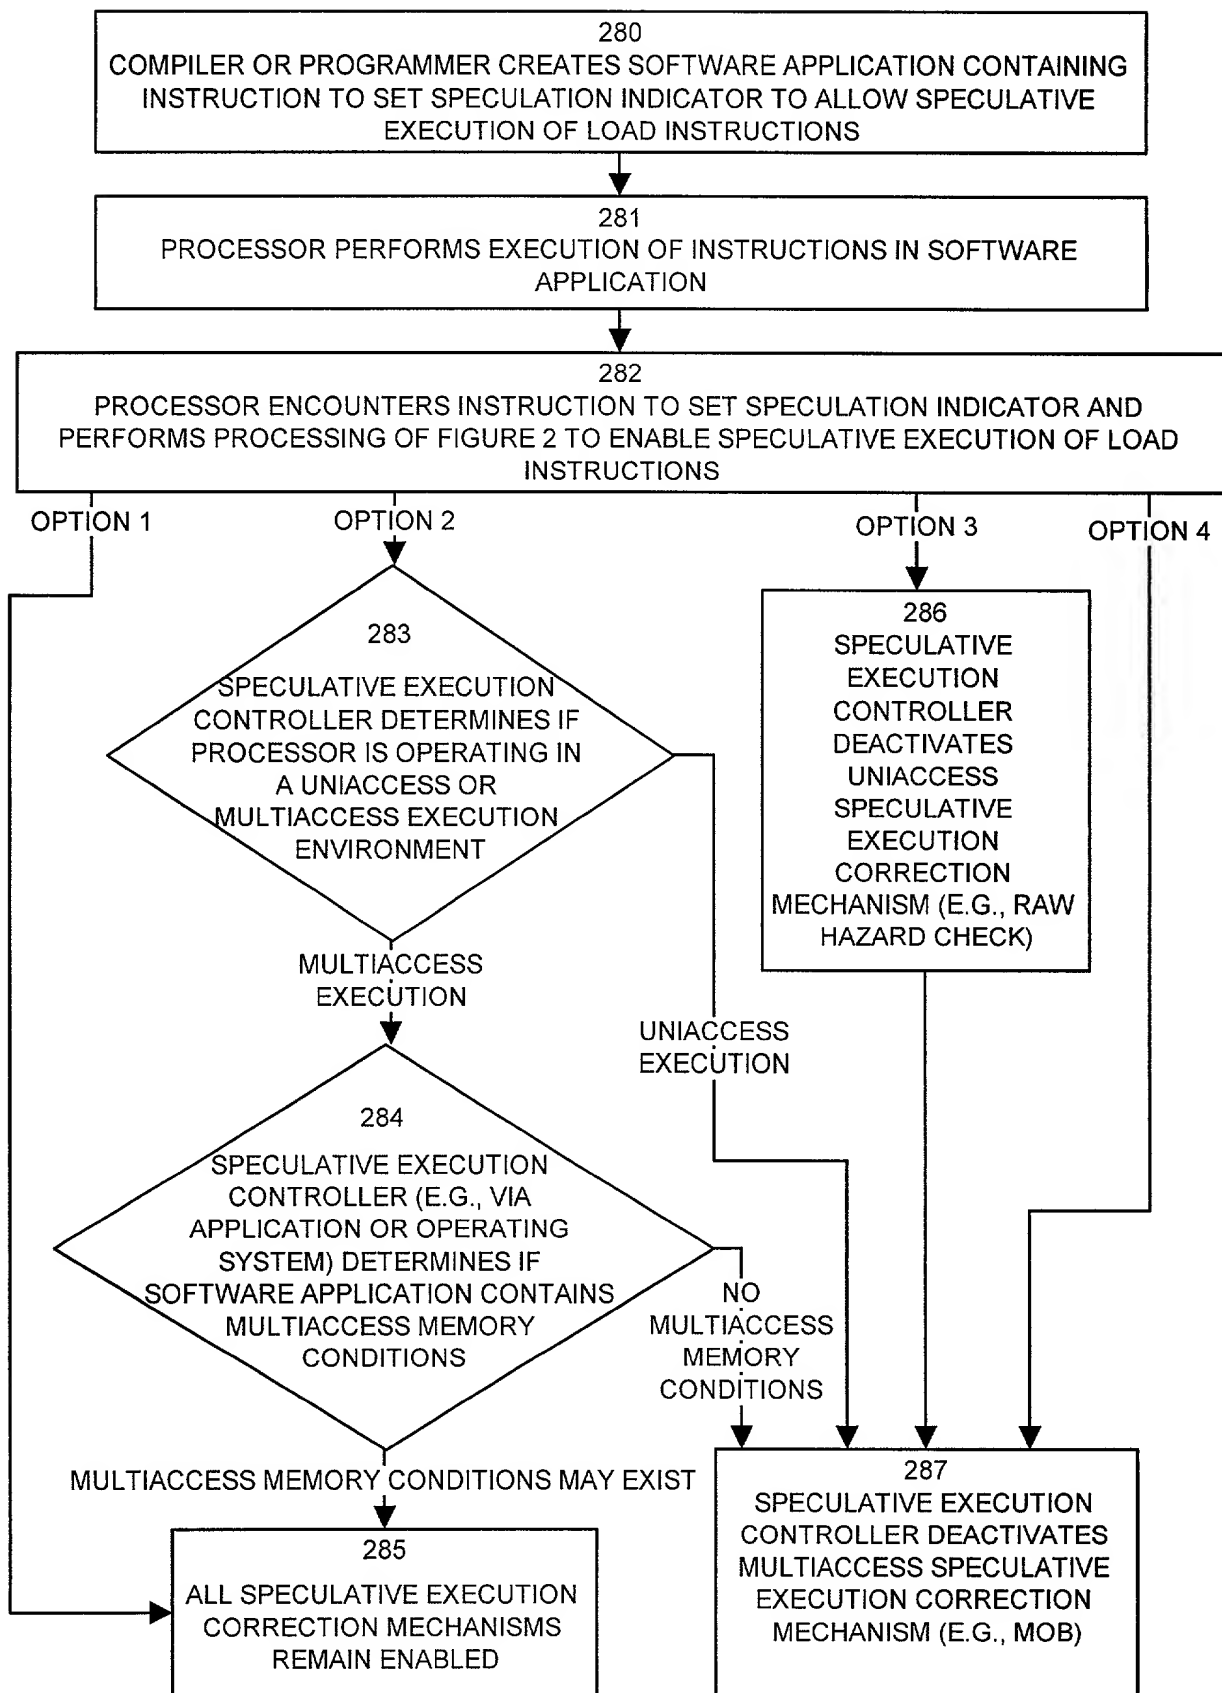 280
COMPILER OR PROGRAMMER CREATES SOFTWARE APPLICATION CONTAINING
INSTRUCTION TO SET SPECULATION INDICATOR TO ALLOW SPECULATIVE
EXECUTION OF LOAD INSTRUCTIONS
281
PROCESSOR PERFORMS EXECUTION OF INSTRUCTIONS IN SOFTWARE
APPLICATION
282
PROCESSOR ENCOUNTERS INSTRUCTION TO SET SPECULATION INDICATOR AND
PERFORMS PROCESSING OF FIGURE 2 TO ENABLE SPECULATIVE EXECUTION OF LOAD
INSTRUCTIONS
OPTION 1
OPTION 2
OPTION 3
OPTION 4
283
SPECULATIVE EXECUTION
CONTROLLER DETERMINES IF
PROCESSOR IS OPERATING IN
A UNIACCESS OR
MULTIACCESS EXECUTION
ENVIRONMENT
286
SPECULATIVE
EXECUTION
CONTROLLER
DEACTIVATES
UNIACCESS
SPECULATIVE
EXECUTION
CORRECTION
MECHANISM (E.G., RAW
HAZARD CHECK)
MULTIACCESS
EXECUTION
UNIACCESS
EXECUTION
284
SPECULATIVE EXECUTION
CONTROLLER (E.G., VIA
APPLICATION OR OPERATING
SYSTEM) DETERMINES IF
SOFTWARE APPLICATION CONTAINS
MULTIACCESS MEMORY
CONDITIONS
NO
MULTIACCESS
MEMORY
CONDITIONS
MULTIACCESS MEMORY CONDITIONS MAY EXIST
285
ALL SPECULATIVE EXECUTION
CORRECTION MECHANISMS
REMAIN ENABLED
287
SPECULATIVE EXECUTION
CONTROLLER DEACTIVATES
MULTIACCESS SPECULATIVE
EXECUTION CORRECTION
MECHANISM (E.G., MOB)